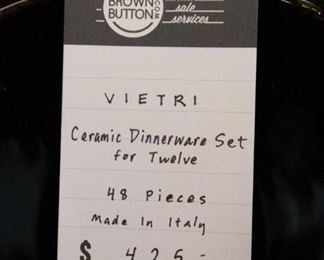 BROWN
BUTTON
.COM
sale
services
VIETRI
Ceramic Dinnerware Set
for Twelve
48 Pieces
Made In Italy
$ 425-